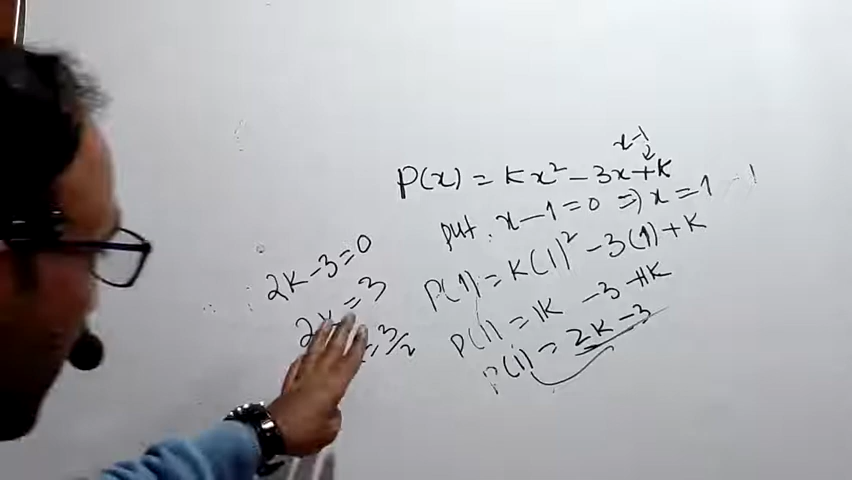 x-1
P(x) = Kx² - 3x + K
put. x - 1 = 0 ⇒ x = 1
P(1) = K(1)² - 3(1) + K
P(1) = 1K - 3 + 1K
P(1) = 2K - 3
2K - 3 = 0
2K = 3
= 3/2